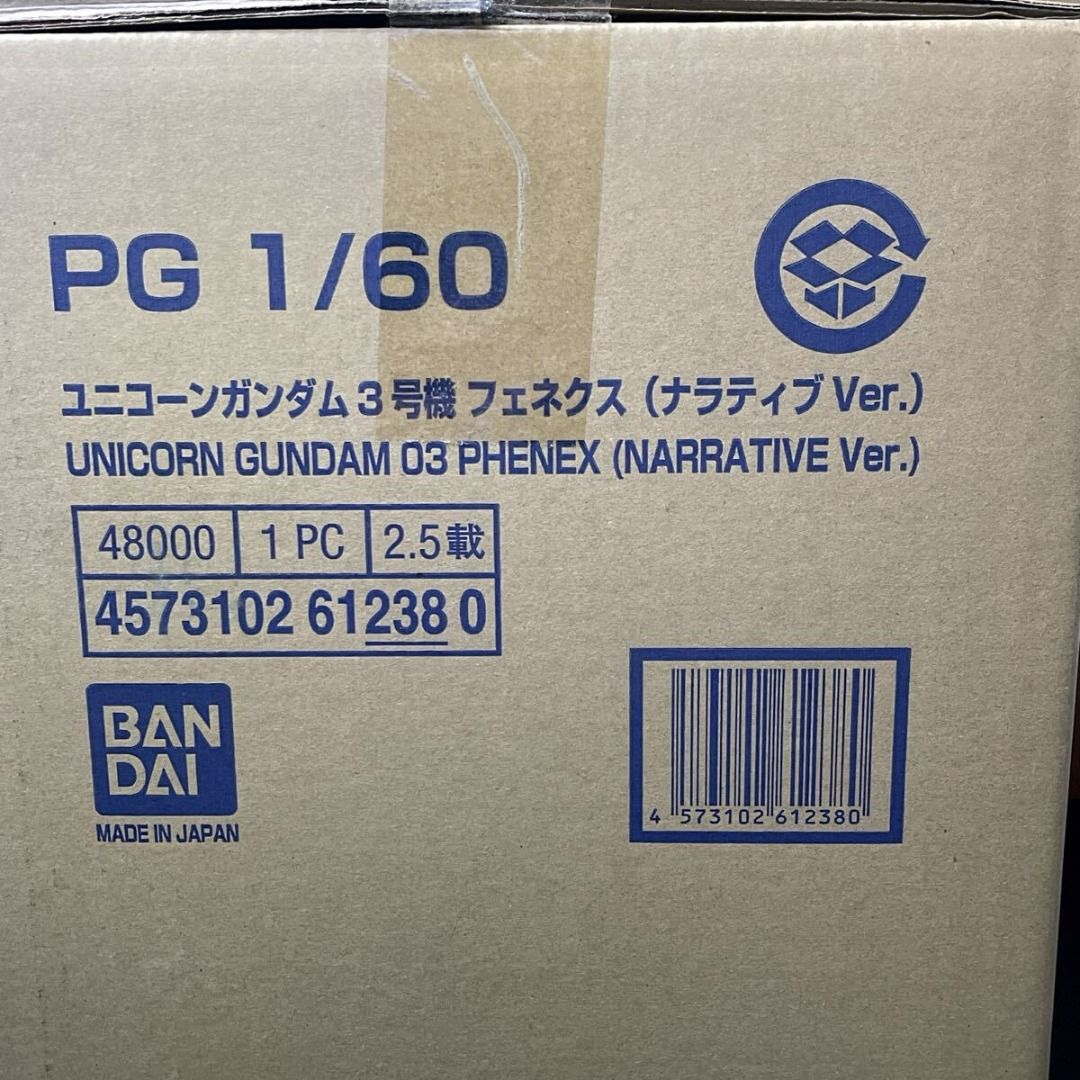 PG 1/60
ユニコーンガンダム 3 号機 フェネクス（ナラティブ Ver.）
UNICORN GUNDAM 03 PHENEX (NARRATIVE Ver.)
48000 1 PC 2.5載
4573102 61238 0
BAN
DAI
MADE IN JAPAN
4 573102 612380